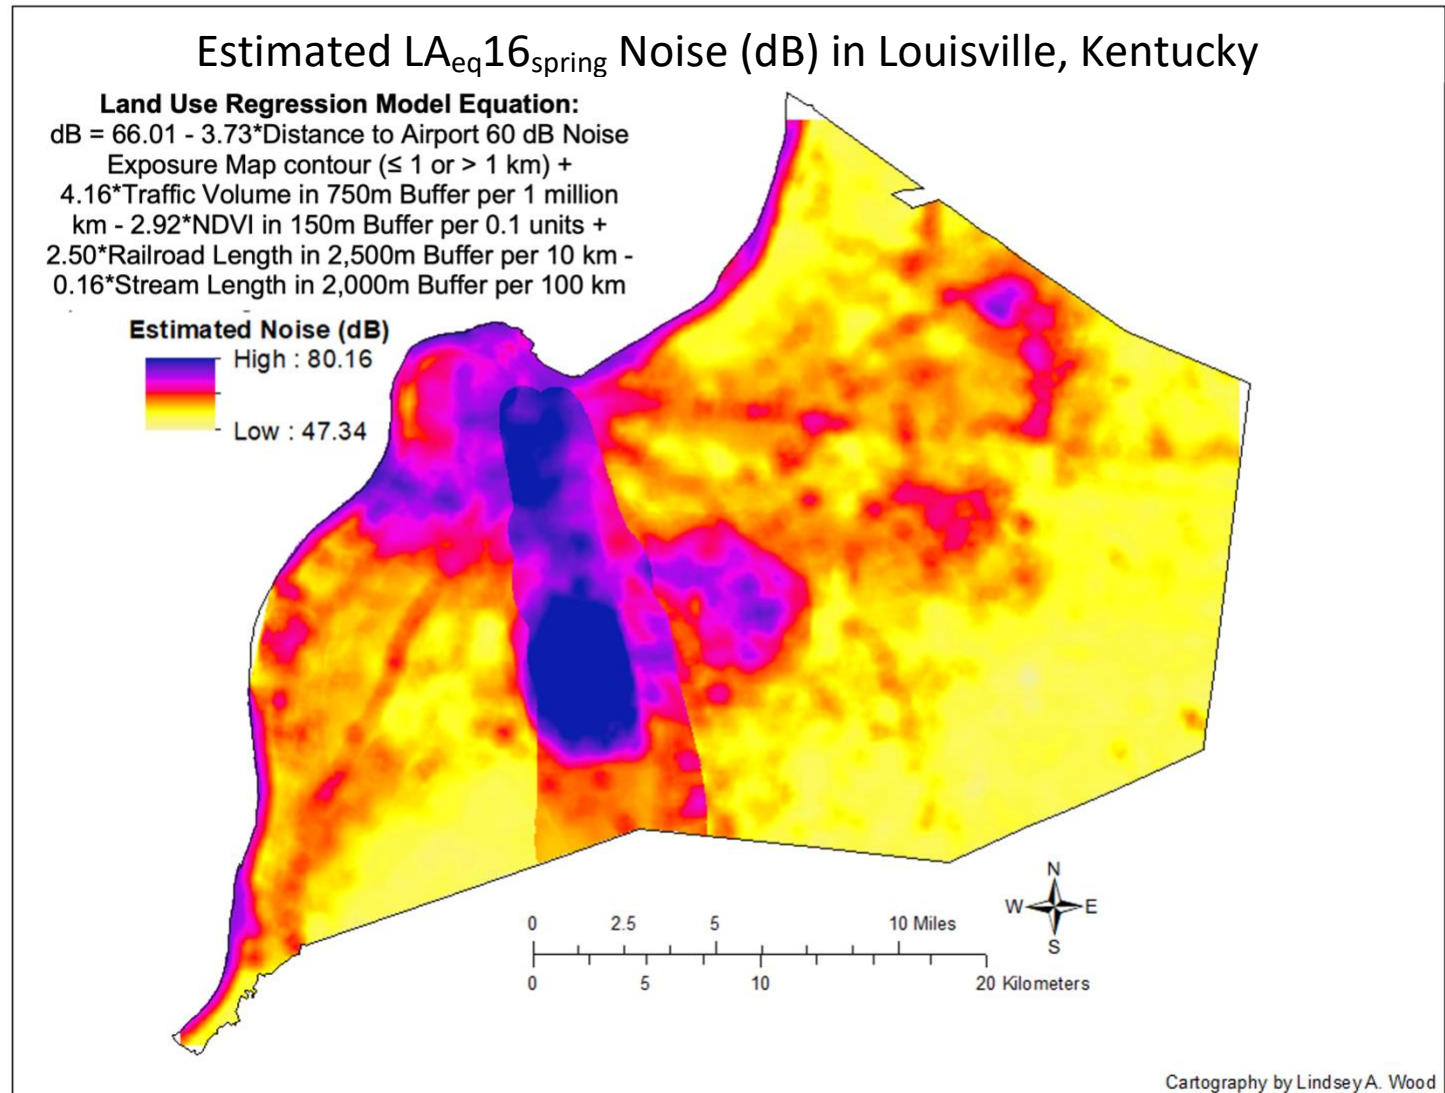 Estimated LAeq16spring Noise (dB) in Louisville, Kentucky
Land Use Regression Model Equation:
dB = 66.01 - 3.73*Distance to Airport 60 dB Noise
Exposure Map contour (≤ 1 or > 1 km) +
4.16*Traffic Volume in 750m Buffer per 1 million
km - 2.92*NDVI in 150m Buffer per 0.1 units +
2.50*Railroad Length in 2,500m Buffer per 10 km -
0.16*Stream Length in 2,000m Buffer per 100 km
Estimated Noise (dB)
High : 80.16
Low : 47.34
N
W E
S
0 2.5 5 10 Miles
0 5 10 20 Kilometers
Cartography by Lindsey A. Wood